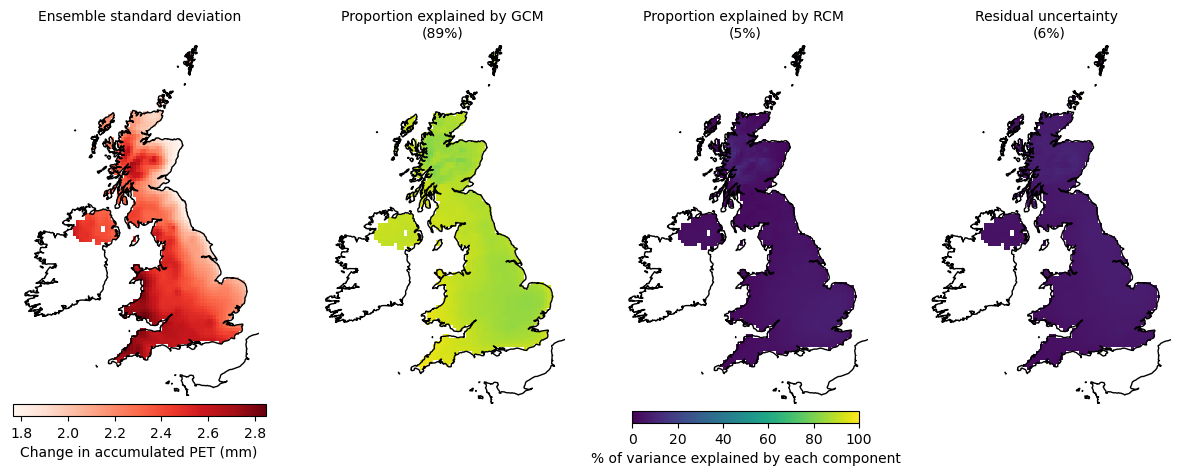 Ensemble standard deviation
Proportion explained by GCM
(89%)
Proportion explained by RCM
(5%)
Residual uncertainty
(6%)
1.8 2.0 2.2 2.4 2.6 2.8
Change in accumulated PET (mm)
0 20 40 60 80 100
% of variance explained by each component